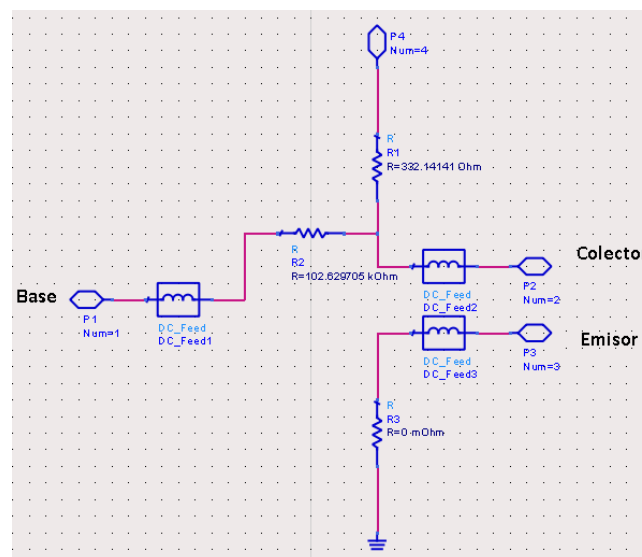 P4
Num=4
R
R1
R=332.14141 Ohm
R
R2
R=102.629705 kOhm
Colecto
P2
Num=2
DC_Feed
DC_Feed2
Base
P1
Num=1
DC_Feed
DC_Feed1
Emisor
P3
Num=3
DC_Feed
DC_Feed3
R
R3
R=0 mOhm